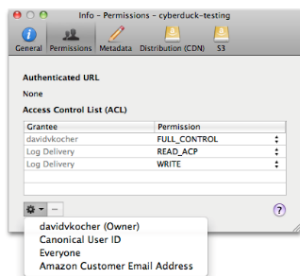 Info - Permissions - cyberduck-testing
General Permissions Metadata Distribution (CDN) S3
Authenticated URL
None
Access Control List (ACL)
Grantee Permission
davidvkocher FULL_CONTROL
Log Delivery READ_ACP
Log Delivery WRITE
?
davidvkocher (Owner)
Canonical User ID
Everyone
Amazon Customer Email Address